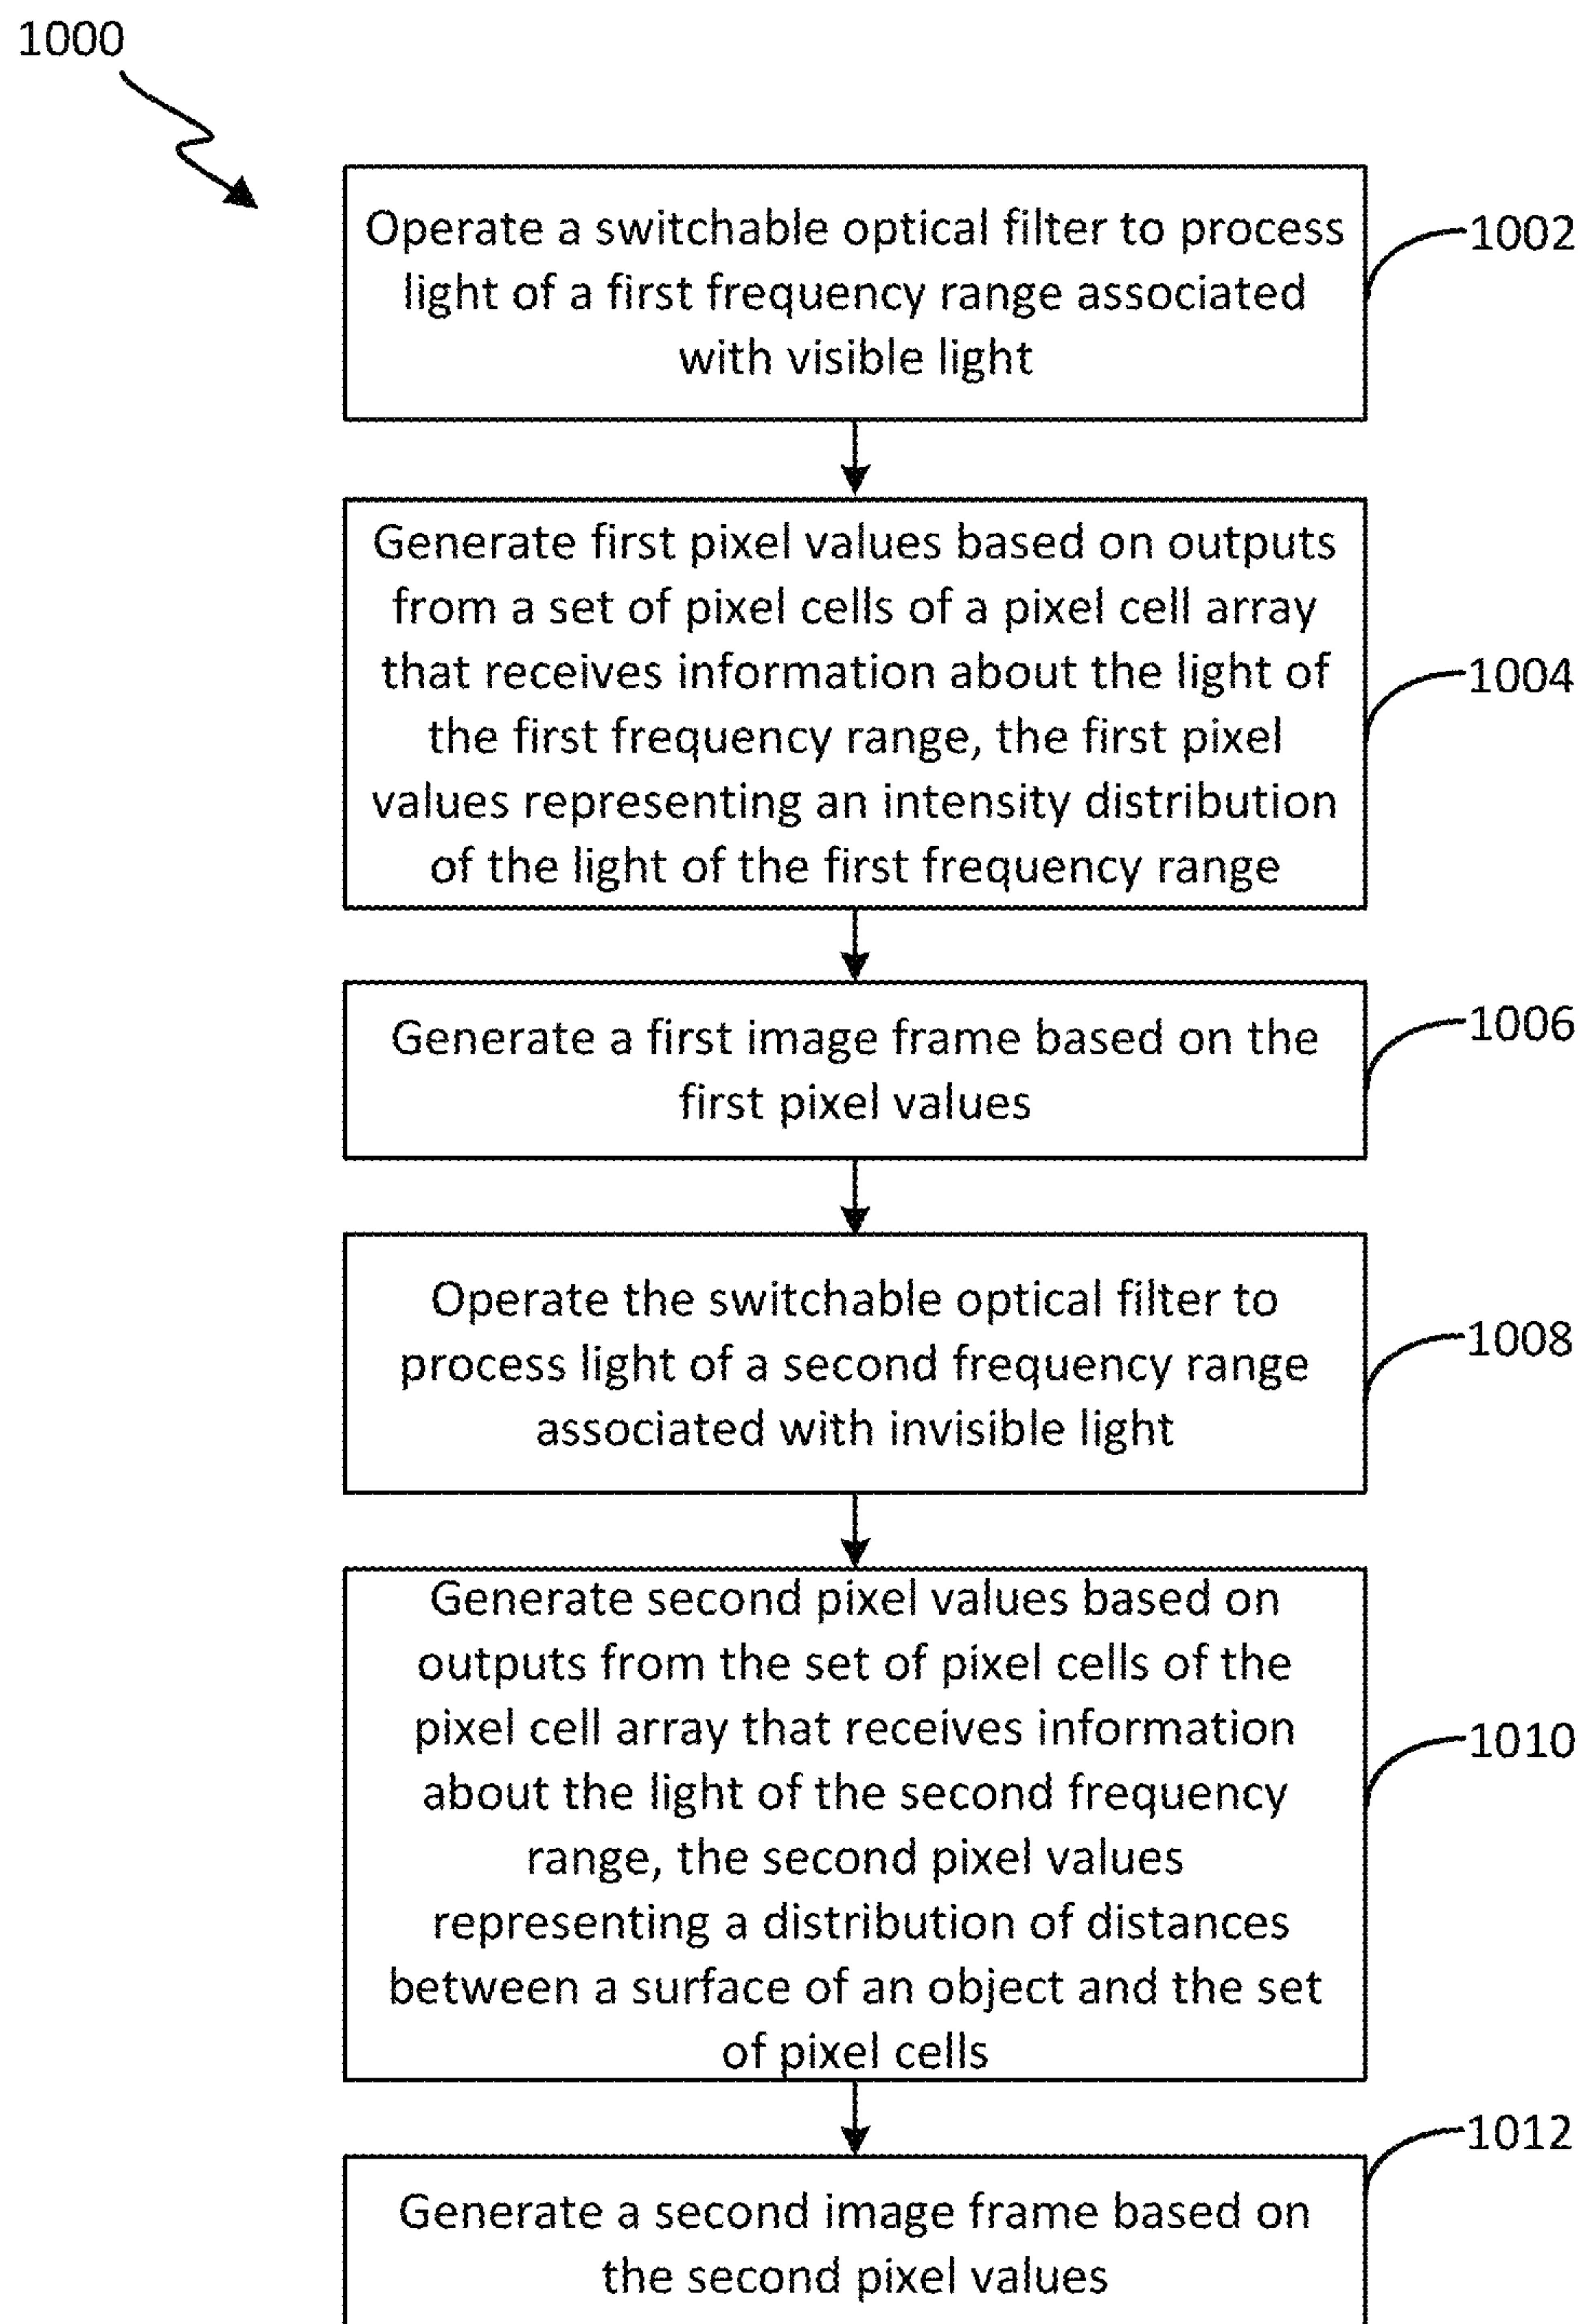 1000
Operate a switchable optical filter to process
light of a first frequency range associated
with visible light
1002
Generate first pixel values based on outputs
from a set of pixel cells of a pixel cell array
that receives information about the light of
the first frequency range, the first pixel
values representing an intensity distribution
of the light of the first frequency range
1004
Generate a first image frame based on the
first pixel values
1006
Operate the switchable optical filter to
process light of a second frequency range
associated with invisible light
1008
Generate second pixel values based on
outputs from the set of pixel cells of the
pixel cell array that receives information
about the light of the second frequency
range, the second pixel values
representing a distribution of distances
between a surface of an object and the set
of pixel cells
1010
Generate a second image frame based on
the second pixel values
1012